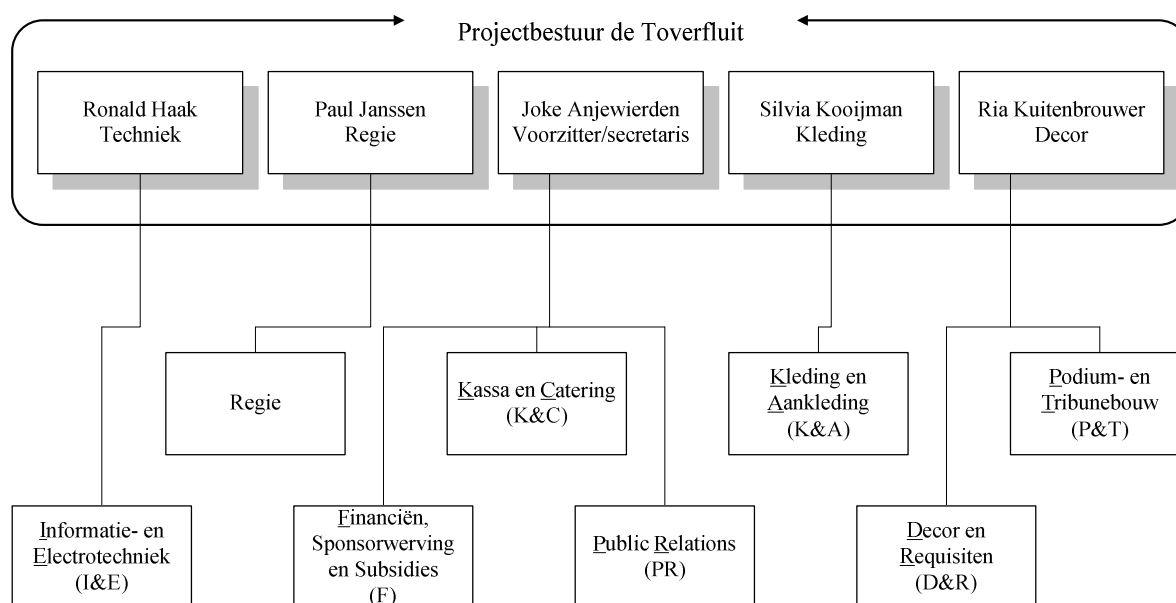 Projectbestuur de Toverfluit
Ronald Haak
Techniek
Paul Janssen
Regie
Joke Anjewierden
Voorzitter/secretaris
Silvia Kooijman
Kleding
Ria Kuitenbrouwer
Decor
Regie
Kassa en Catering
(K&C)
Kleding en
Aankleding
(K&A)
Podium- en
Tribunebouw
(P&T)
Informatie- en
Electrotechniek
(I&E)
Financiën,
Sponsorwerving
en Subsidies
(F)
Public Relations
(PR)
Decor en
Requisiten
(D&R)